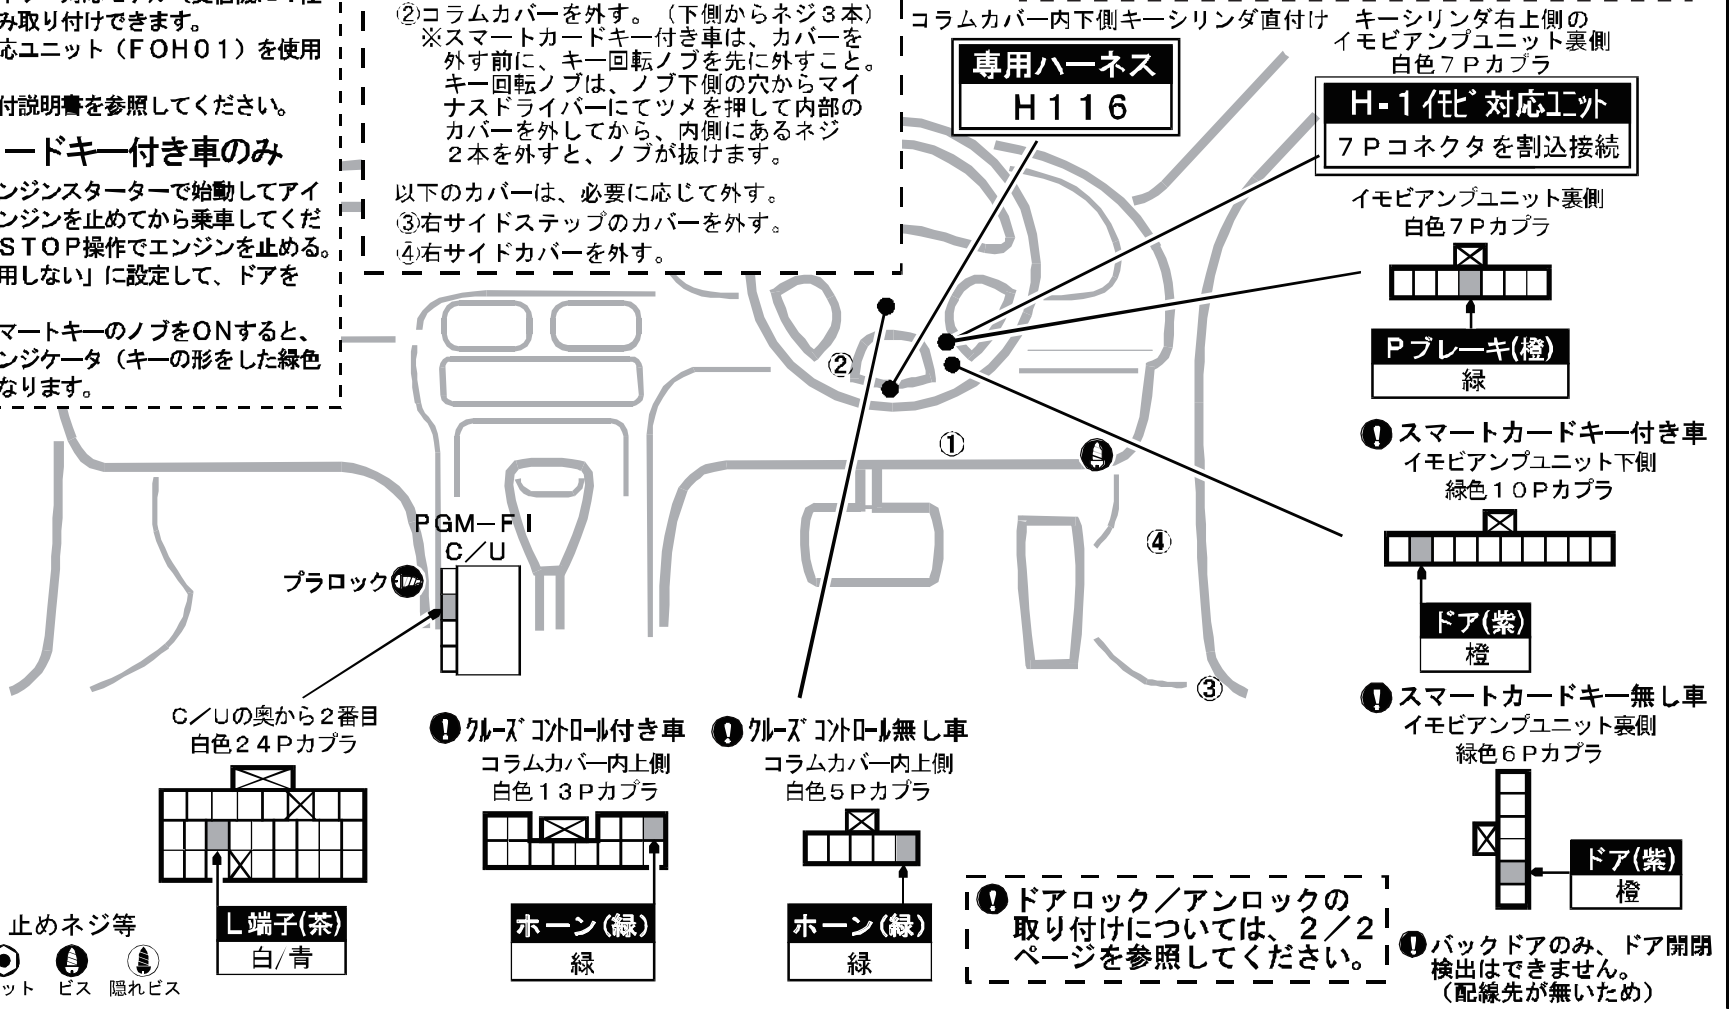 み取り付けできます。
応ユニット（FOH01）を使用
付説明書を参照してください。
ードキー付き車のみ
ンジンスターターで始動してアイ
ンジンを止めてから乗車してくだ
STOP操作でエンジンを止める。
用しない」に設定して、ドアを
マートキーのノブをONすると、
ンジケータ（キーの形をした緑色
なります。
②コラムカバーを外す。（下側からネジ3本）
※スマートカードキー付き車は、カバーを
外す前に、キー回転ノブを先に外すこと。
キー回転ノブは、ノブ下側の穴からマイ
ナスドライバーにてツメを押して内部の
カバーを外してから、内側にあるネジ
2本を外すと、ノブが抜けます。
以下のカバーは、必要に応じて外す。
③右サイドステップのカバーを外す。
④右サイドカバーを外す。
コラムカバー内下側キーシリンダ直付け
専用ハーネス
H116
キーシリンダ右上側の
イモビアンプユニット裏側
白色7Pカプラ
H-1ｲﾓﾋﾞ対応ﾕﾆｯﾄ
7Pコネクタを割込接続
イモビアンプユニット裏側
白色7Pカプラ
Pブレーキ(橙)
緑
❗スマートカードキー付き車
イモビアンプユニット下側
緑色10Pカプラ
ドア(紫)
橙
❗スマートカードキー無し車
イモビアンプユニット裏側
緑色6Pカプラ
ドア(紫)
橙
❗バックドアのみ、ドア開閉
検出はできません。
（配線先が無いため）
②
①
④
③
PGM－FI
C／U
プラロック
C／Uの奥から2番目
白色24Pカプラ
L端子(茶)
白/青
❗ｸﾙｰｽﾞｺﾝﾄﾛｰﾙ付き車
コラムカバー内上側
白色13Pカプラ
ホーン(緑)
緑
❗ｸﾙｰｽﾞｺﾝﾄﾛｰﾙ無し車
コラムカバー内上側
白色5Pカプラ
ホーン(緑)
緑
❗ドアロック／アンロックの
取り付けについては、2／2
ページを参照してください。
止めネジ等
ット ビス 隠れビス